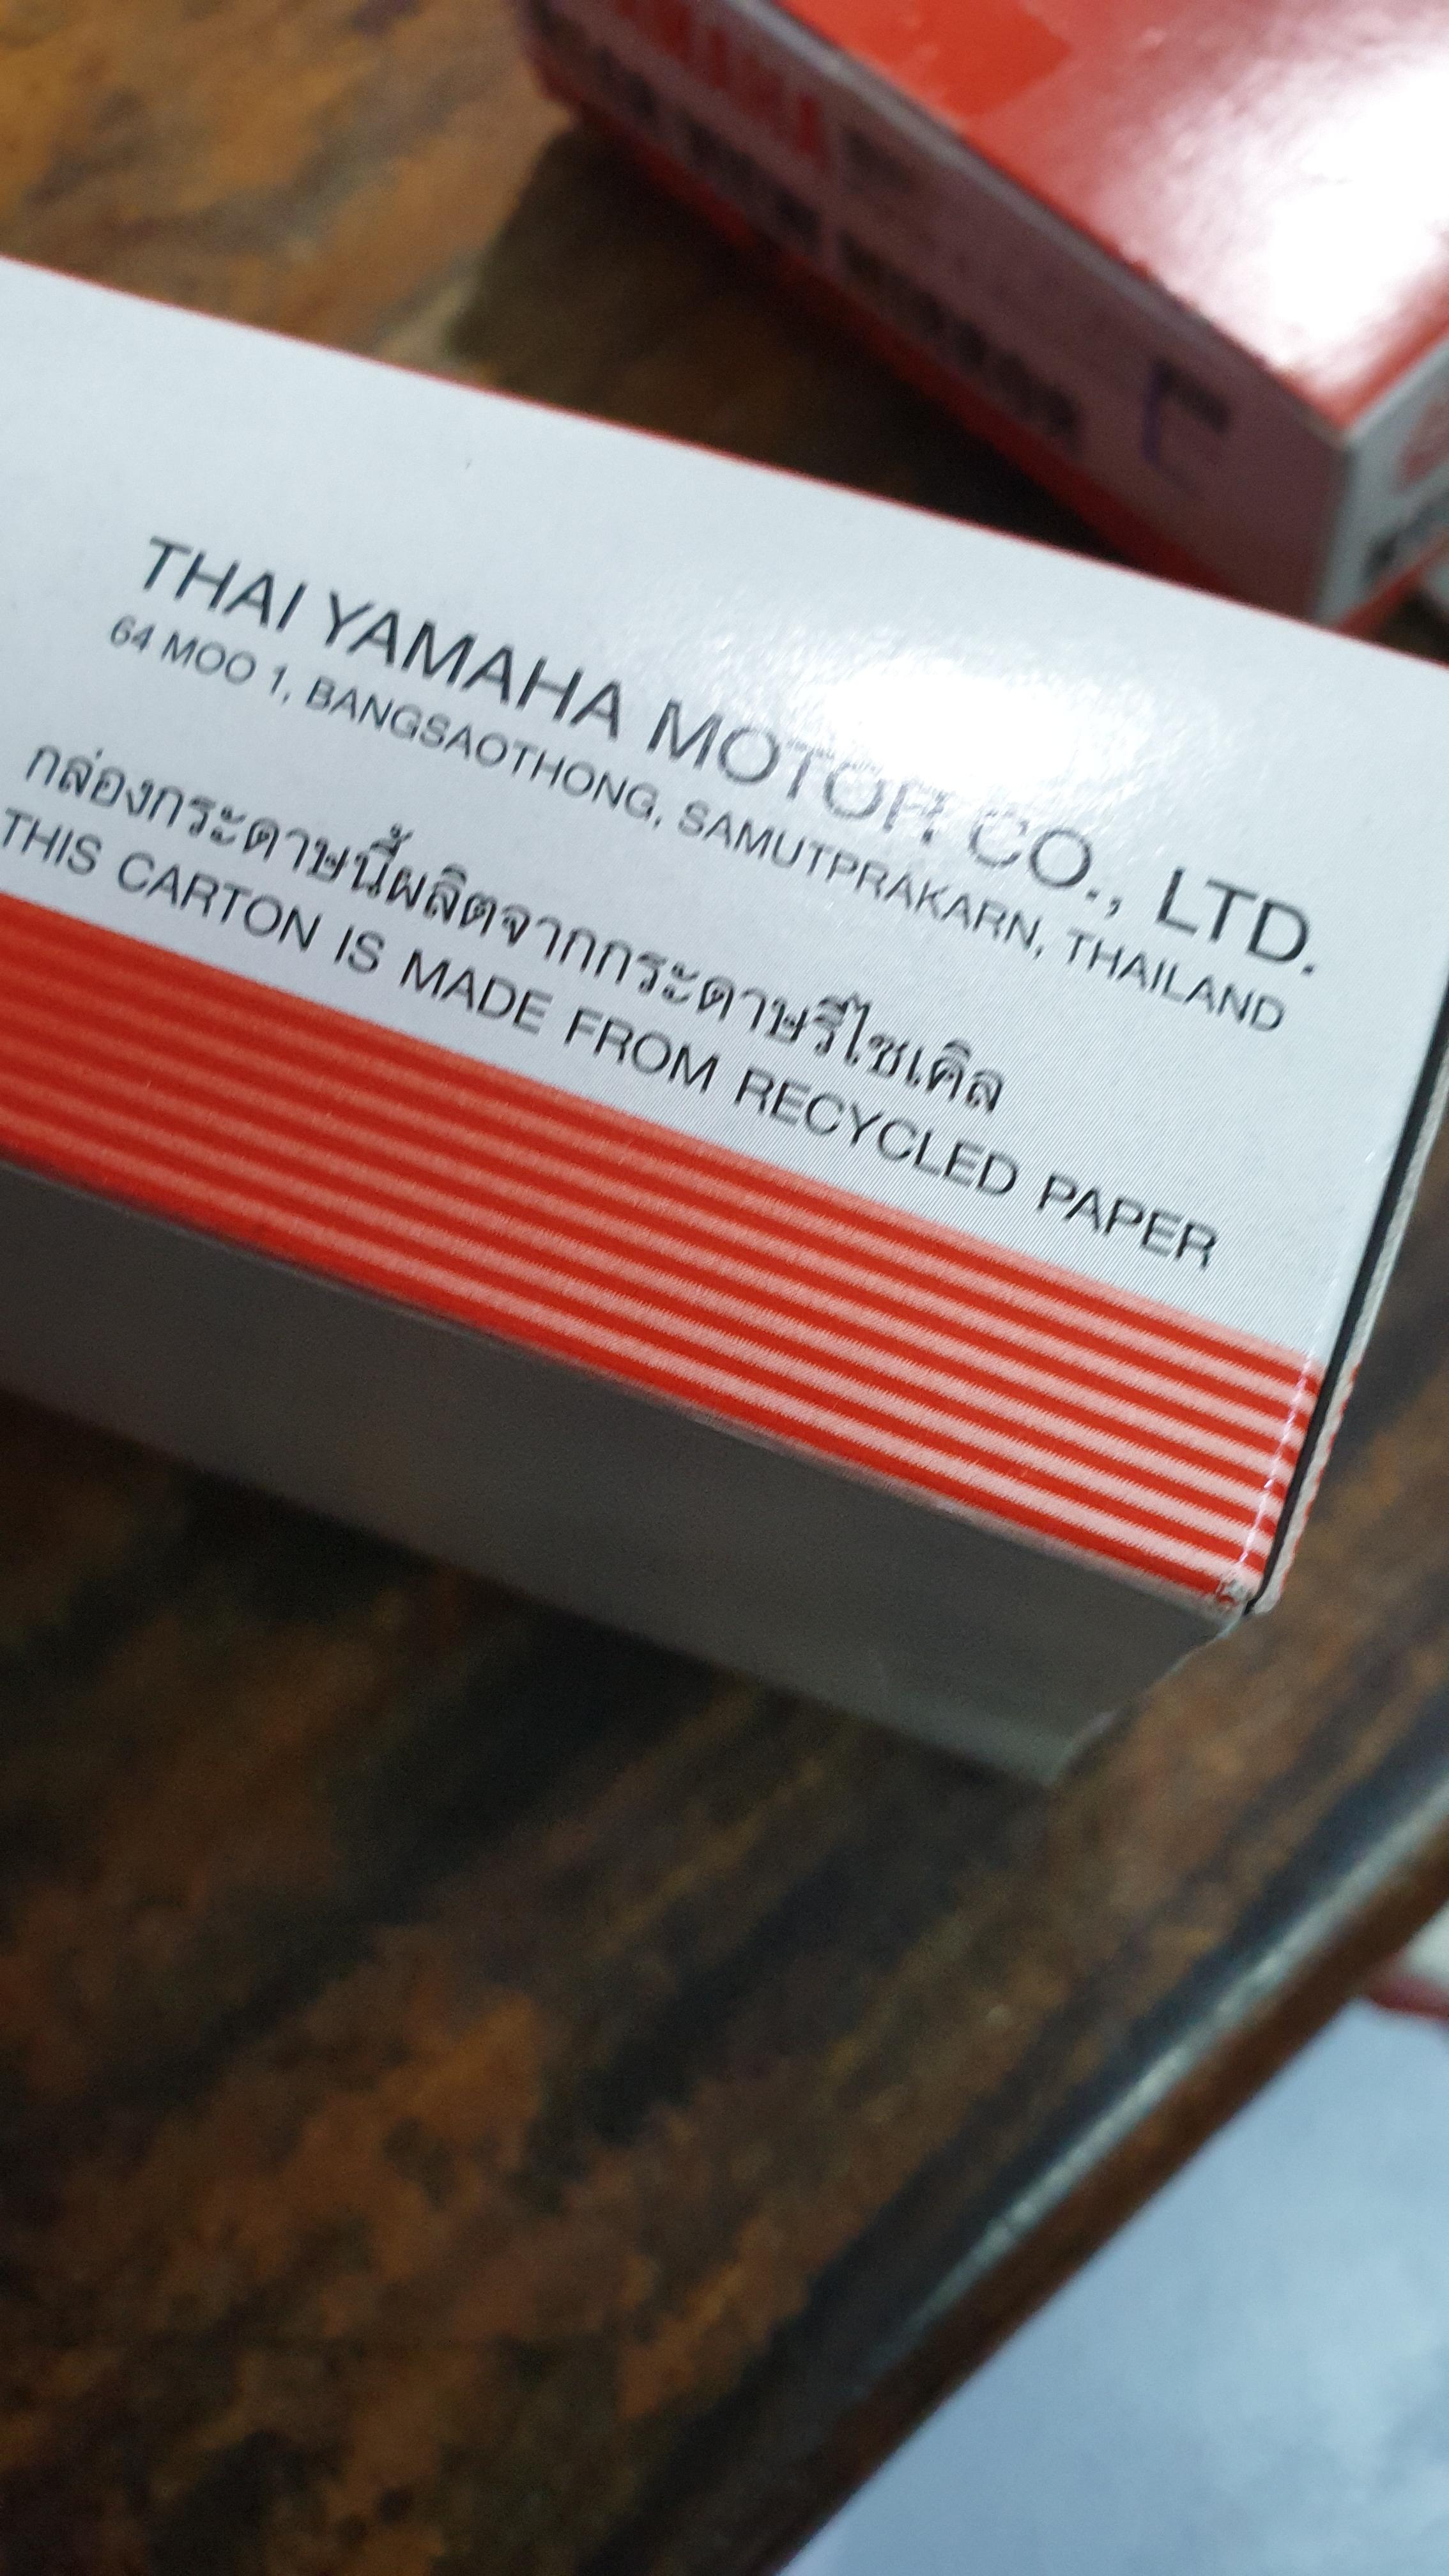 THAI YAMAHA MOTOR CO., LTD.
64 MOO 1, BANGSAOTHONG, SAMUTPRAKARN, THAILAND
กล่องกระดาษนี้ผลิตจากกระดาษรีไซเคิล
THIS CARTON IS MADE FROM RECYCLED PAPER